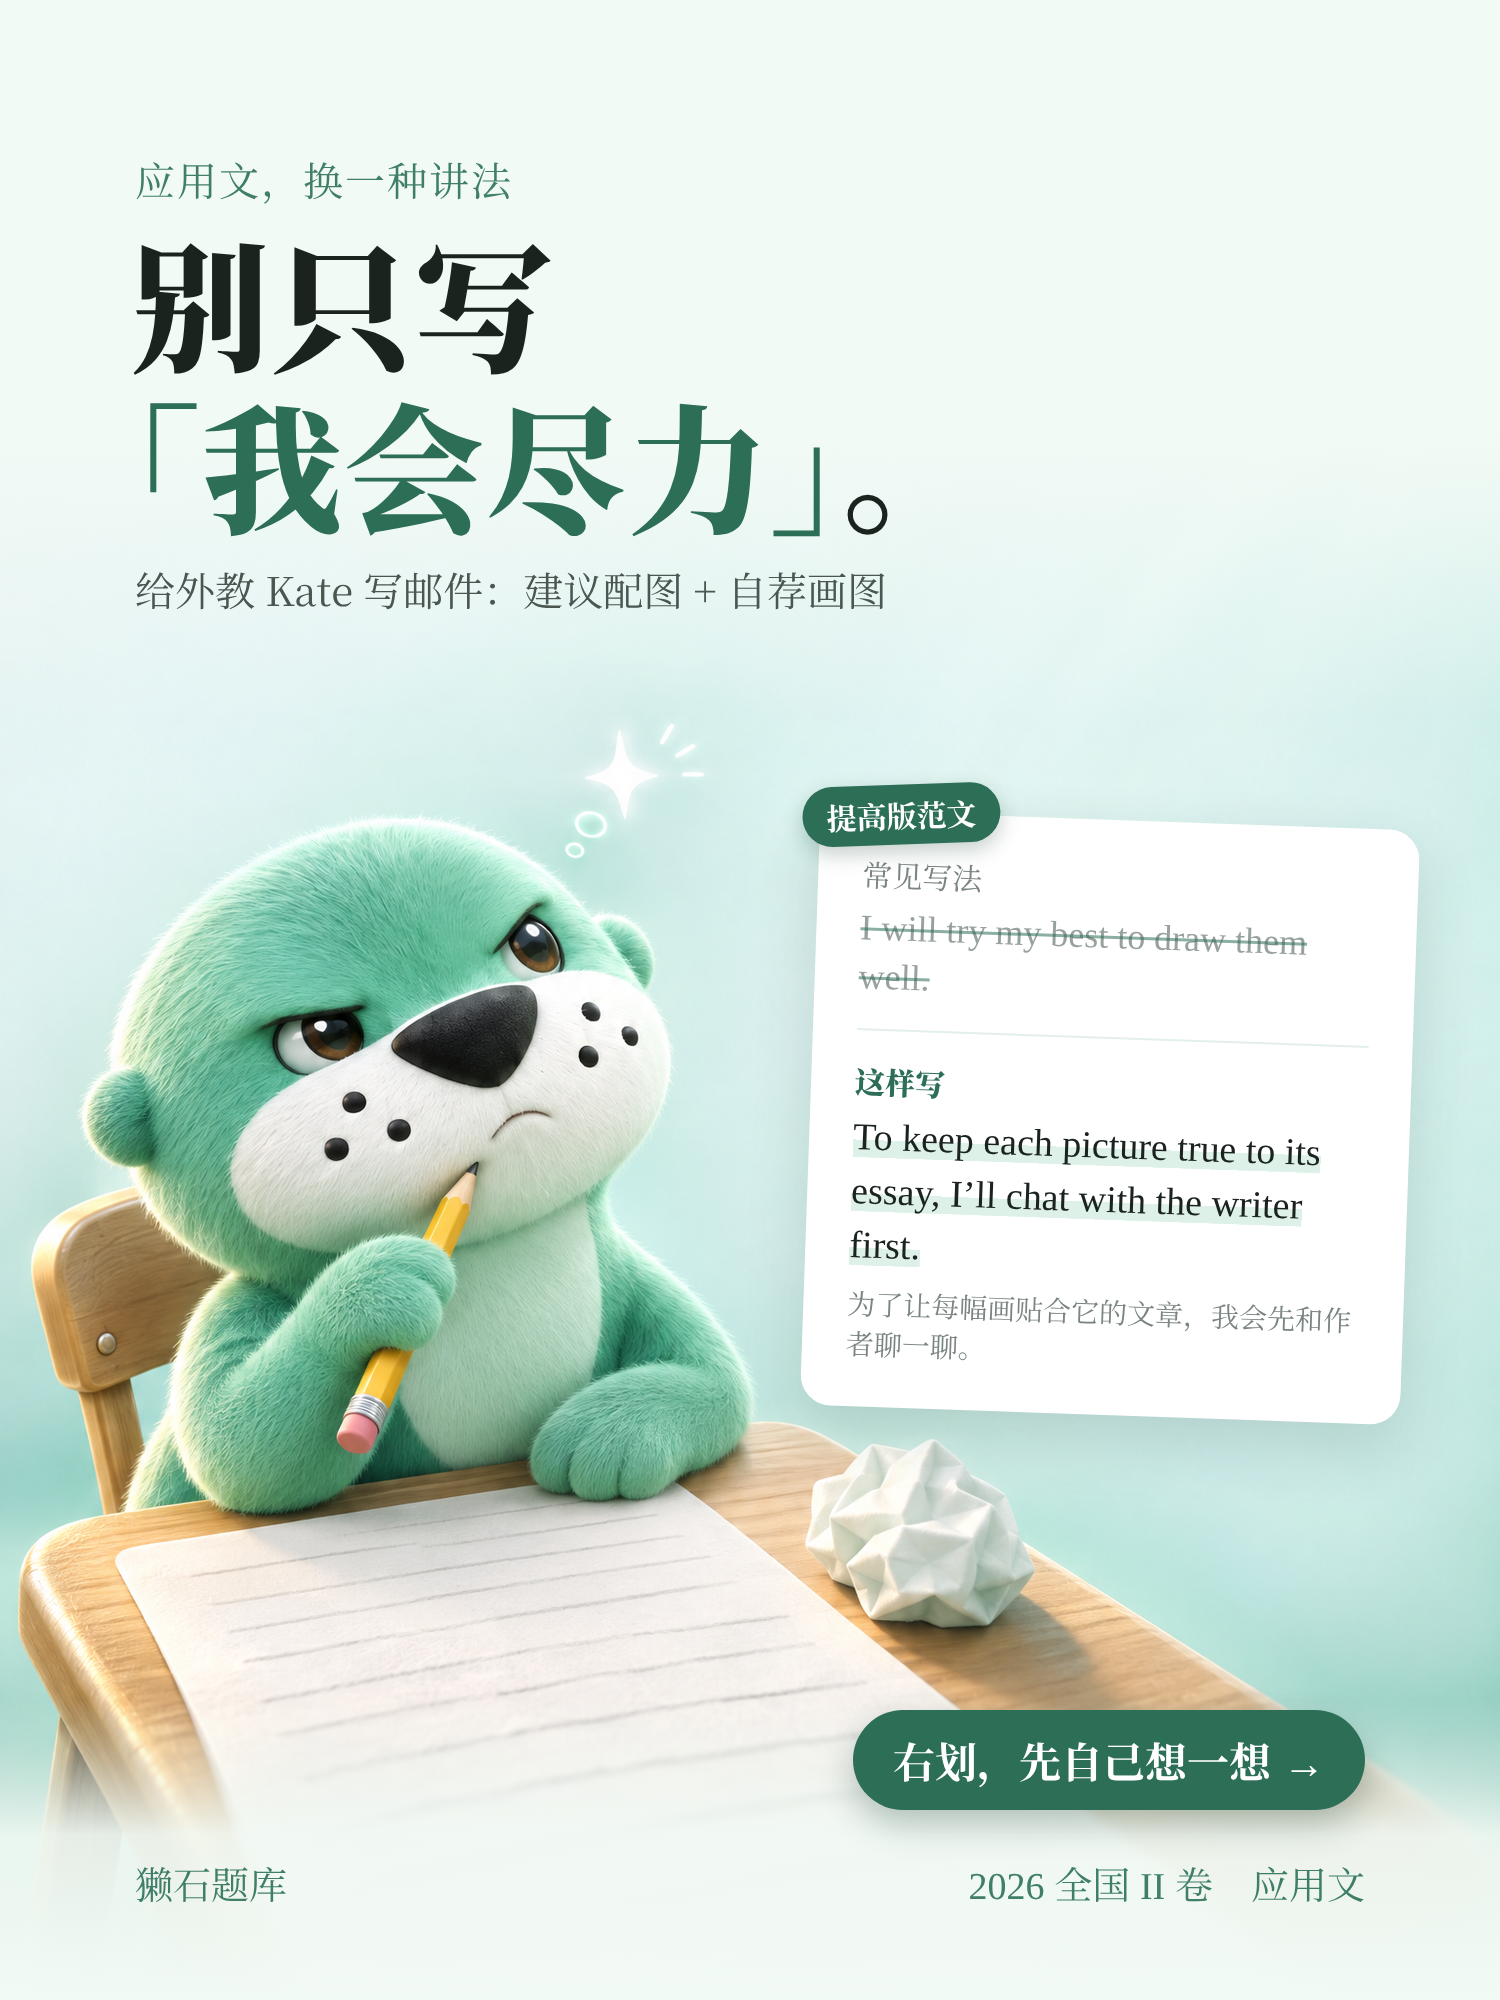 应用文，换一种讲法
别只写
「我会尽力」。
给外教 Kate 写邮件：建议配图 + 自荐画图
提高版范文
常见写法
I will try my best to draw them
well.
这样写
To keep each picture true to its
essay, I’ll chat with the writer
first.
为了让每幅画贴合它的文章，我会先和作
者聊一聊。
右划，先自己想一想 →
獭石题库
2026 全国 II 卷　应用文